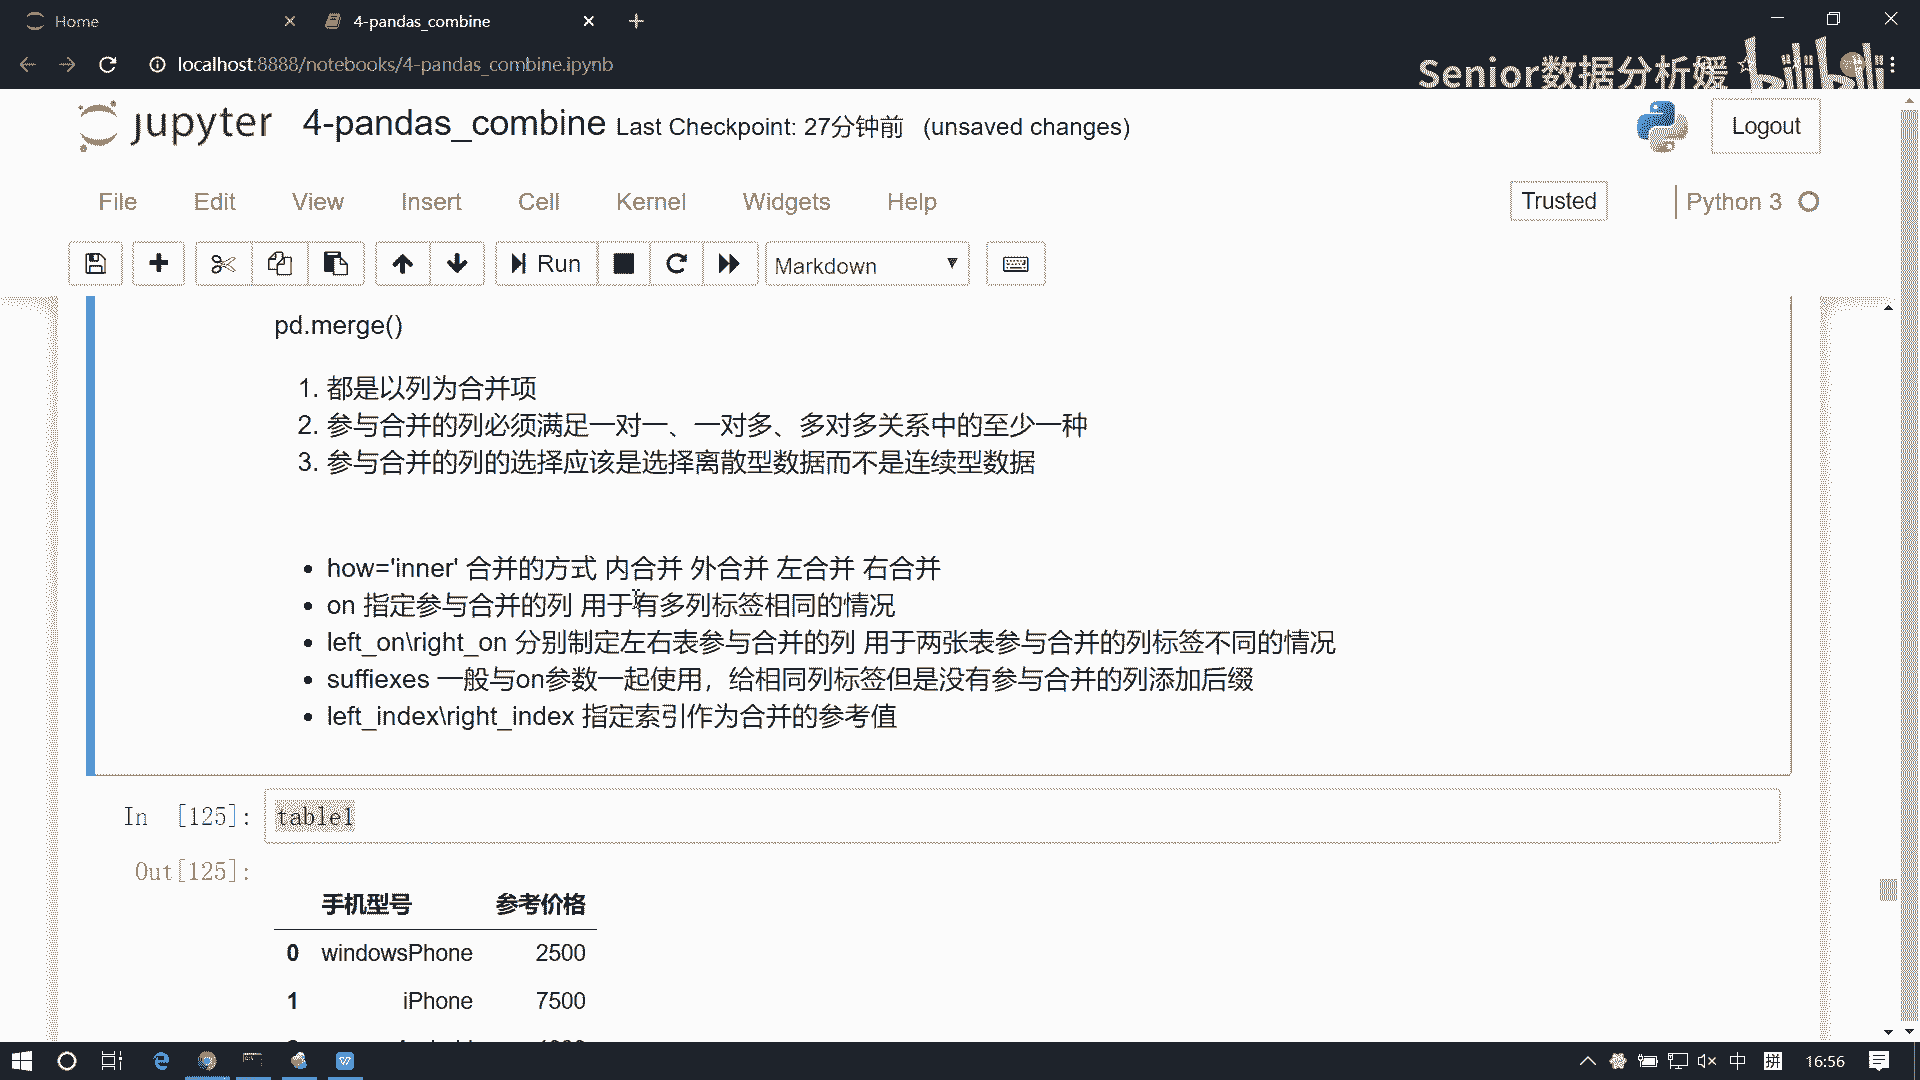 Home
4-pandas_combine
localhost:8888/notebooks/4-pandas_combine.ipynb
Senior数据分析媛
bilibili
jupyter 4-pandas_combine Last Checkpoint: 27分钟前 (unsaved changes)
Logout
File Edit View Insert Cell Kernel Widgets Help
Trusted
Python 3
Run
Markdown
pd.merge()
1. 都是以列为合并项
2. 参与合并的列必须满足一对一、一对多、多对多关系中的至少一种
3. 参与合并的列的选择应该是选择离散型数据而不是连续型数据
• how='inner' 合并的方式 内合并 外合并 左合并 右合并
• on 指定参与合并的列 用于有多列标签相同的情况
• left_on\right_on 分别制定左右表参与合并的列 用于两张表参与合并的列标签不同的情况
• suffiexes 一般与on参数一起使用，给相同列标签但是没有参与合并的列添加后缀
• left_index\right_index 指定索引作为合并的参考值
In [125]: table1
Out[125]:
手机型号 参考价格
0 windowsPhone 2500
1 iPhone 7500
中 拼 16:56